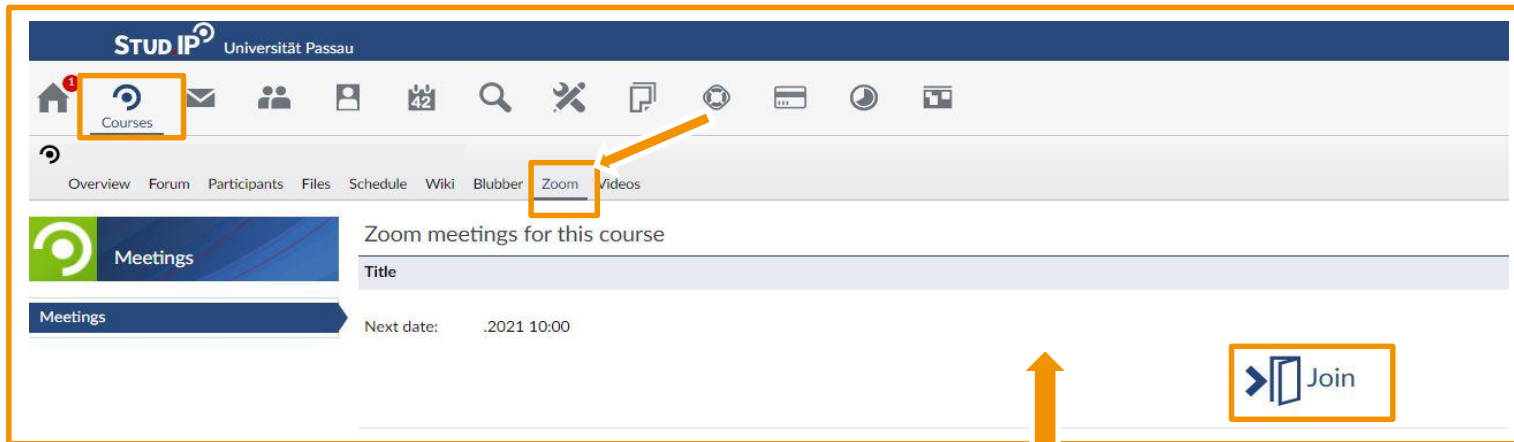 STUD.IP Universität Passau
1
42
Courses
Overview Forum Participants Files Schedule Wiki Blubber Zoom Videos
Meetings
Zoom meetings for this course
Title
Meetings
Next date: .2021 10:00
Join